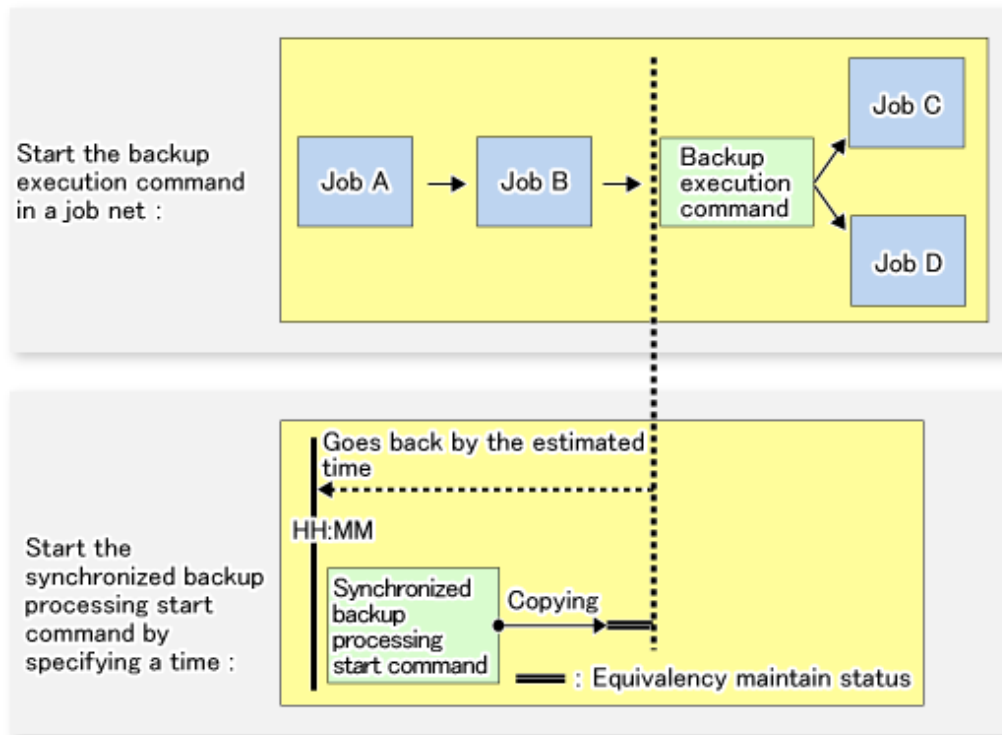 Start the backup
execution command
in a job net :
Job A
Job B
Backup
execution
command
Job C
Job D
Start the
synchronized backup
processing start
command by
specifying a time :
Goes back by the estimated
time
HH:MM
Synchronized
backup
processing
start command
Copying
: Equivalency maintain status